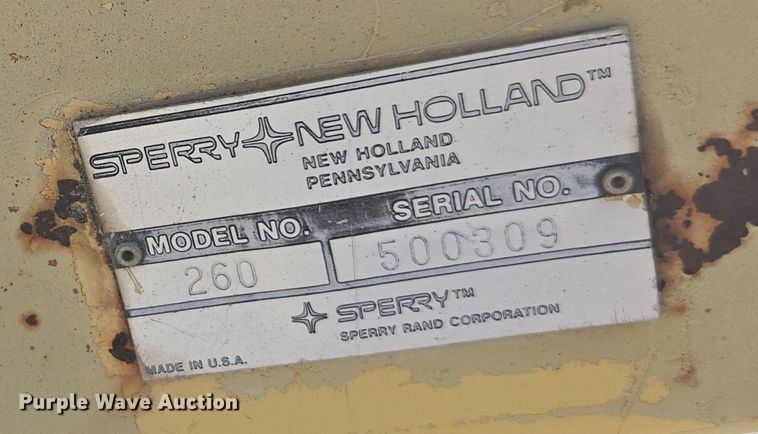 SPERRY NEW HOLLAND™
NEW HOLLAND
PENNSYLVANIA
MODEL NO. SERIAL NO.
260 500309
SPERRY™
SPERRY RAND CORPORATION
MADE IN U.S.A.
Purple Wave Auction